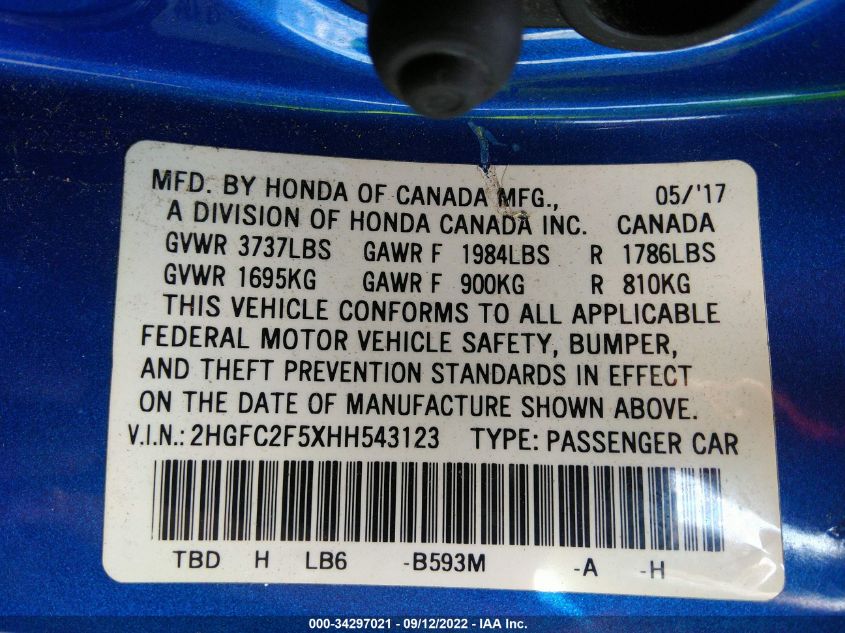 MFD. BY HONDA OF CANADA MFG., 05/'17
A DIVISION OF HONDA CANADA INC. CANADA
GVWR 3737LBS GAWR F 1984LBS R 1786LBS
GVWR 1695KG GAWR F 900KG R 810KG
THIS VEHICLE CONFORMS TO ALL APPLICABLE
FEDERAL MOTOR VEHICLE SAFETY, BUMPER,
AND THEFT PREVENTION STANDARDS IN EFFECT
ON THE DATE OF MANUFACTURE SHOWN ABOVE.
V.I.N.: 2HGFC2F5XHH543123 TYPE: PASSENGER CAR
TBD H LB6 -B593M -A -H
000-34297021 - 09/12/2022 - IAA Inc.